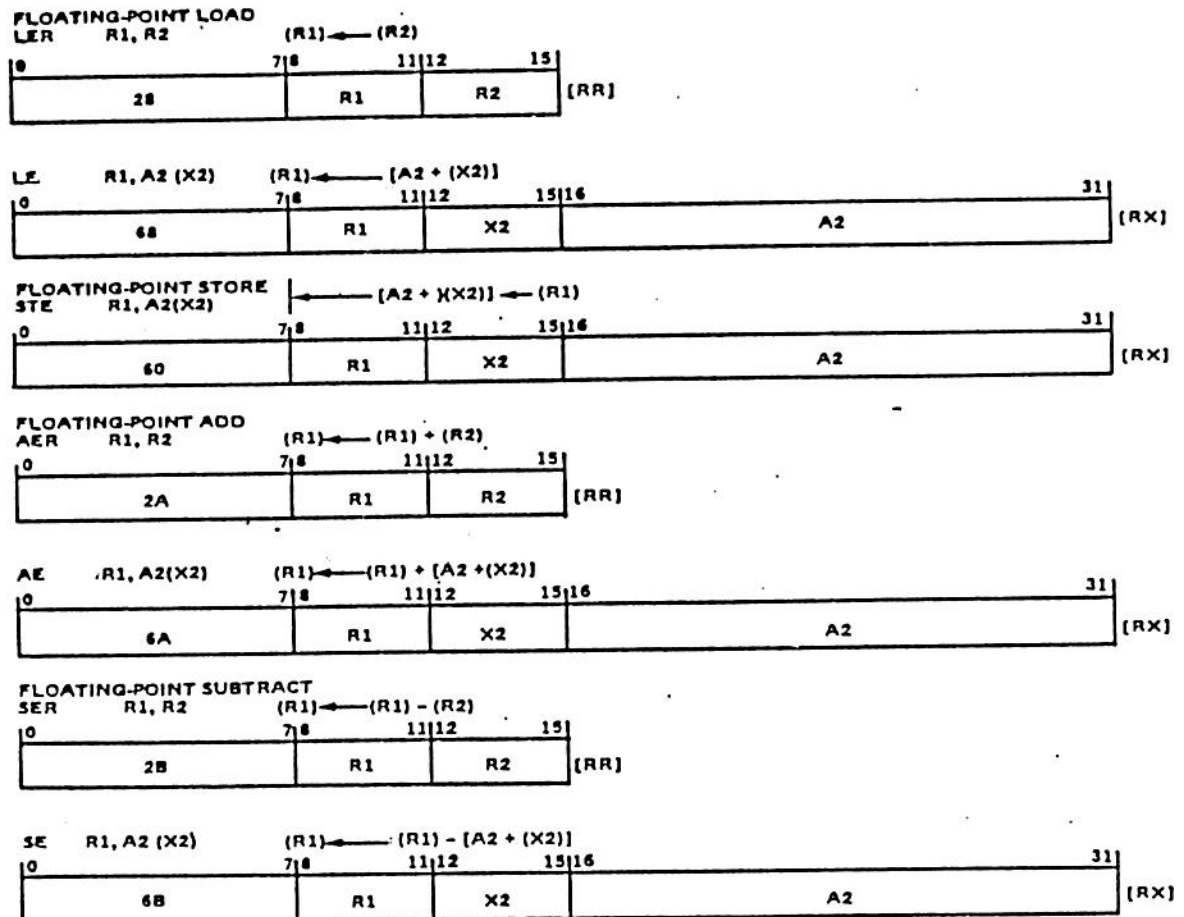 FLOATING-POINT LOAD
LER R1, R2 (R1) ← (R2)
0 7 8 11 12 15
28 R1 R2 [RR]
LE R1, A2 (X2) (R1) ← [A2 + (X2)]
0 7 8 11 12 15 16 31
68 R1 X2 A2 [RX]
FLOATING-POINT STORE
STE R1, A2(X2) ← [A2 + )(X2)] ← (R1)
0 7 8 11 12 15 16 31
60 R1 X2 A2 [RX]
FLOATING-POINT ADD
AER R1, R2 (R1) ← (R1) + (R2)
0 7 8 11 12 15
2A R1 R2 [RR]
AE R1, A2(X2) (R1) ← (R1) + [A2 +(X2)]
0 7 8 11 12 15 16 31
6A R1 X2 A2 [RX]
FLOATING-POINT SUBTRACT
SER R1, R2 (R1) ← (R1) - (R2)
0 7 8 11 12 15
2B R1 R2 [RR]
SE R1, A2 (X2) (R1) ← (R1) - [A2 + (X2)]
0 7 8 11 12 15 16 31
6B R1 X2 A2 [RX]